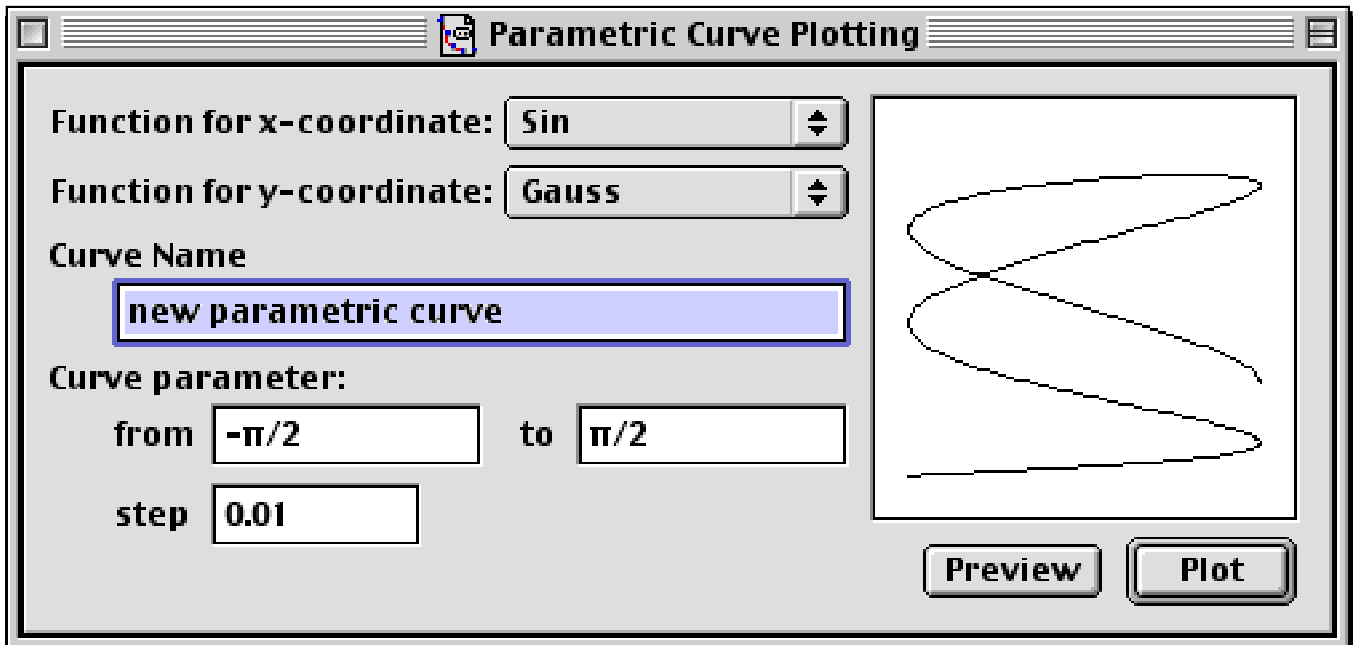 Parametric Curve Plotting
Function for x-coordinate: Sin
Function for y-coordinate: Gauss
Curve Name
new parametric curve
Curve parameter:
from -π/2 to π/2
step 0.01
Preview Plot